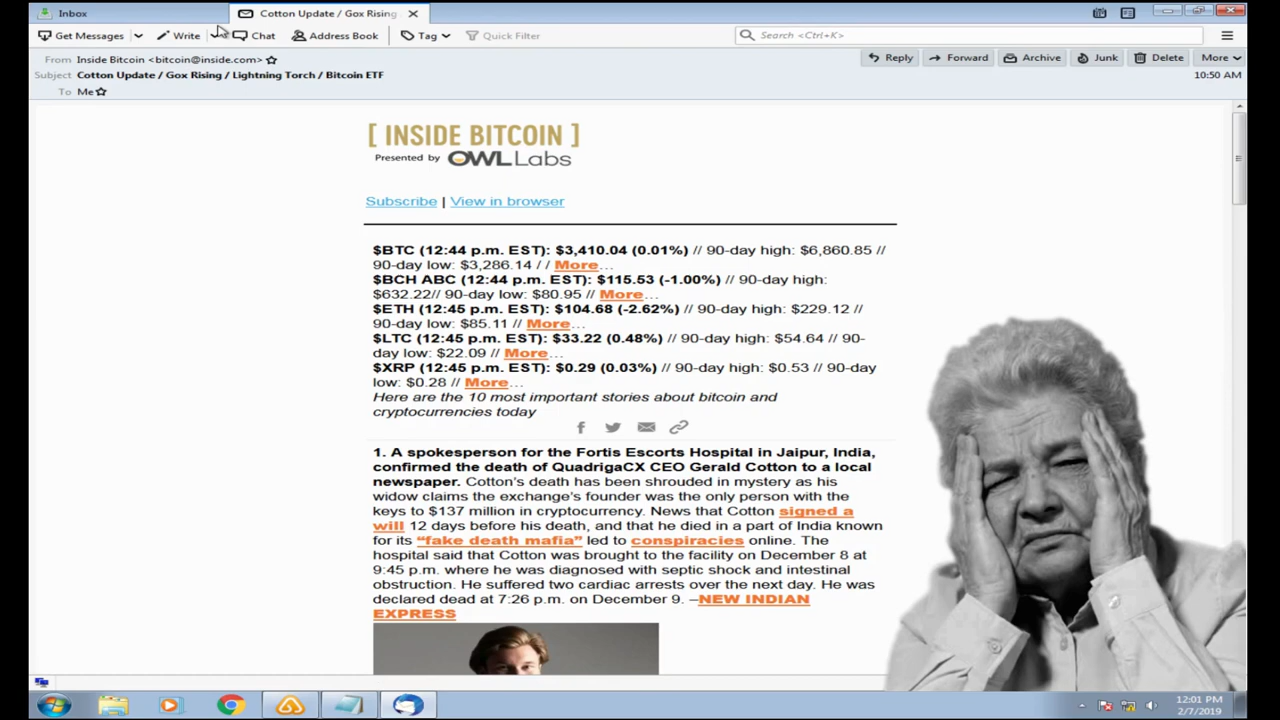 Inbox
Cotton Update / Gox Rising
Get Messages
Write
Chat
Address Book
Tag
Quick Filter
Search <Ctrl+K>
From Inside Bitcoin <bitcoin@inside.com>
Reply
Forward
Archive
Junk
Delete
More
Subject Cotton Update / Gox Rising / Lightning Torch / Bitcoin ETF
10:50 AM
To Me
[ INSIDE BITCOIN ]
Presented by OWLLabs
Subscribe | View in browser
$BTC (12:44 p.m. EST): $3,410.04 (0.01%) // 90-day high: $6,860.85 //
90-day low: $3,286.14 / / More…
$BCH ABC (12:44 p.m. EST): $115.53 (-1.00%) // 90-day high:
$632.22// 90-day low: $80.95 // More…
$ETH (12:45 p.m. EST): $104.68 (-2.62%) // 90-day high: $229.12 //
90-day low: $85.11 // More…
$LTC (12:45 p.m. EST): $33.22 (0.48%) // 90-day high: $54.64 // 90-
day low: $22.09 // More…
$XRP (12:45 p.m. EST): $0.29 (0.03%) // 90-day high: $0.53 // 90-day
low: $0.28 // More…
Here are the 10 most important stories about bitcoin and
cryptocurrencies today
1. A spokesperson for the Fortis Escorts Hospital in Jaipur, India,
confirmed the death of QuadrigaCX CEO Gerald Cotton to a local
newspaper. Cotton's death has been shrouded in mystery as his
widow claims the exchange's founder was the only person with the
keys to $137 million in cryptocurrency. News that Cotton signed a
will 12 days before his death, and that he died in a part of India known
for its "fake death mafia" led to conspiracies online. The
hospital said that Cotton was brought to the facility on December 8 at
9:45 p.m. where he was diagnosed with septic shock and intestinal
obstruction. He suffered two cardiac arrests over the next day. He was
declared dead at 7:26 p.m. on December 9. –NEW INDIAN
EXPRESS
12:01 PM
2/7/2019